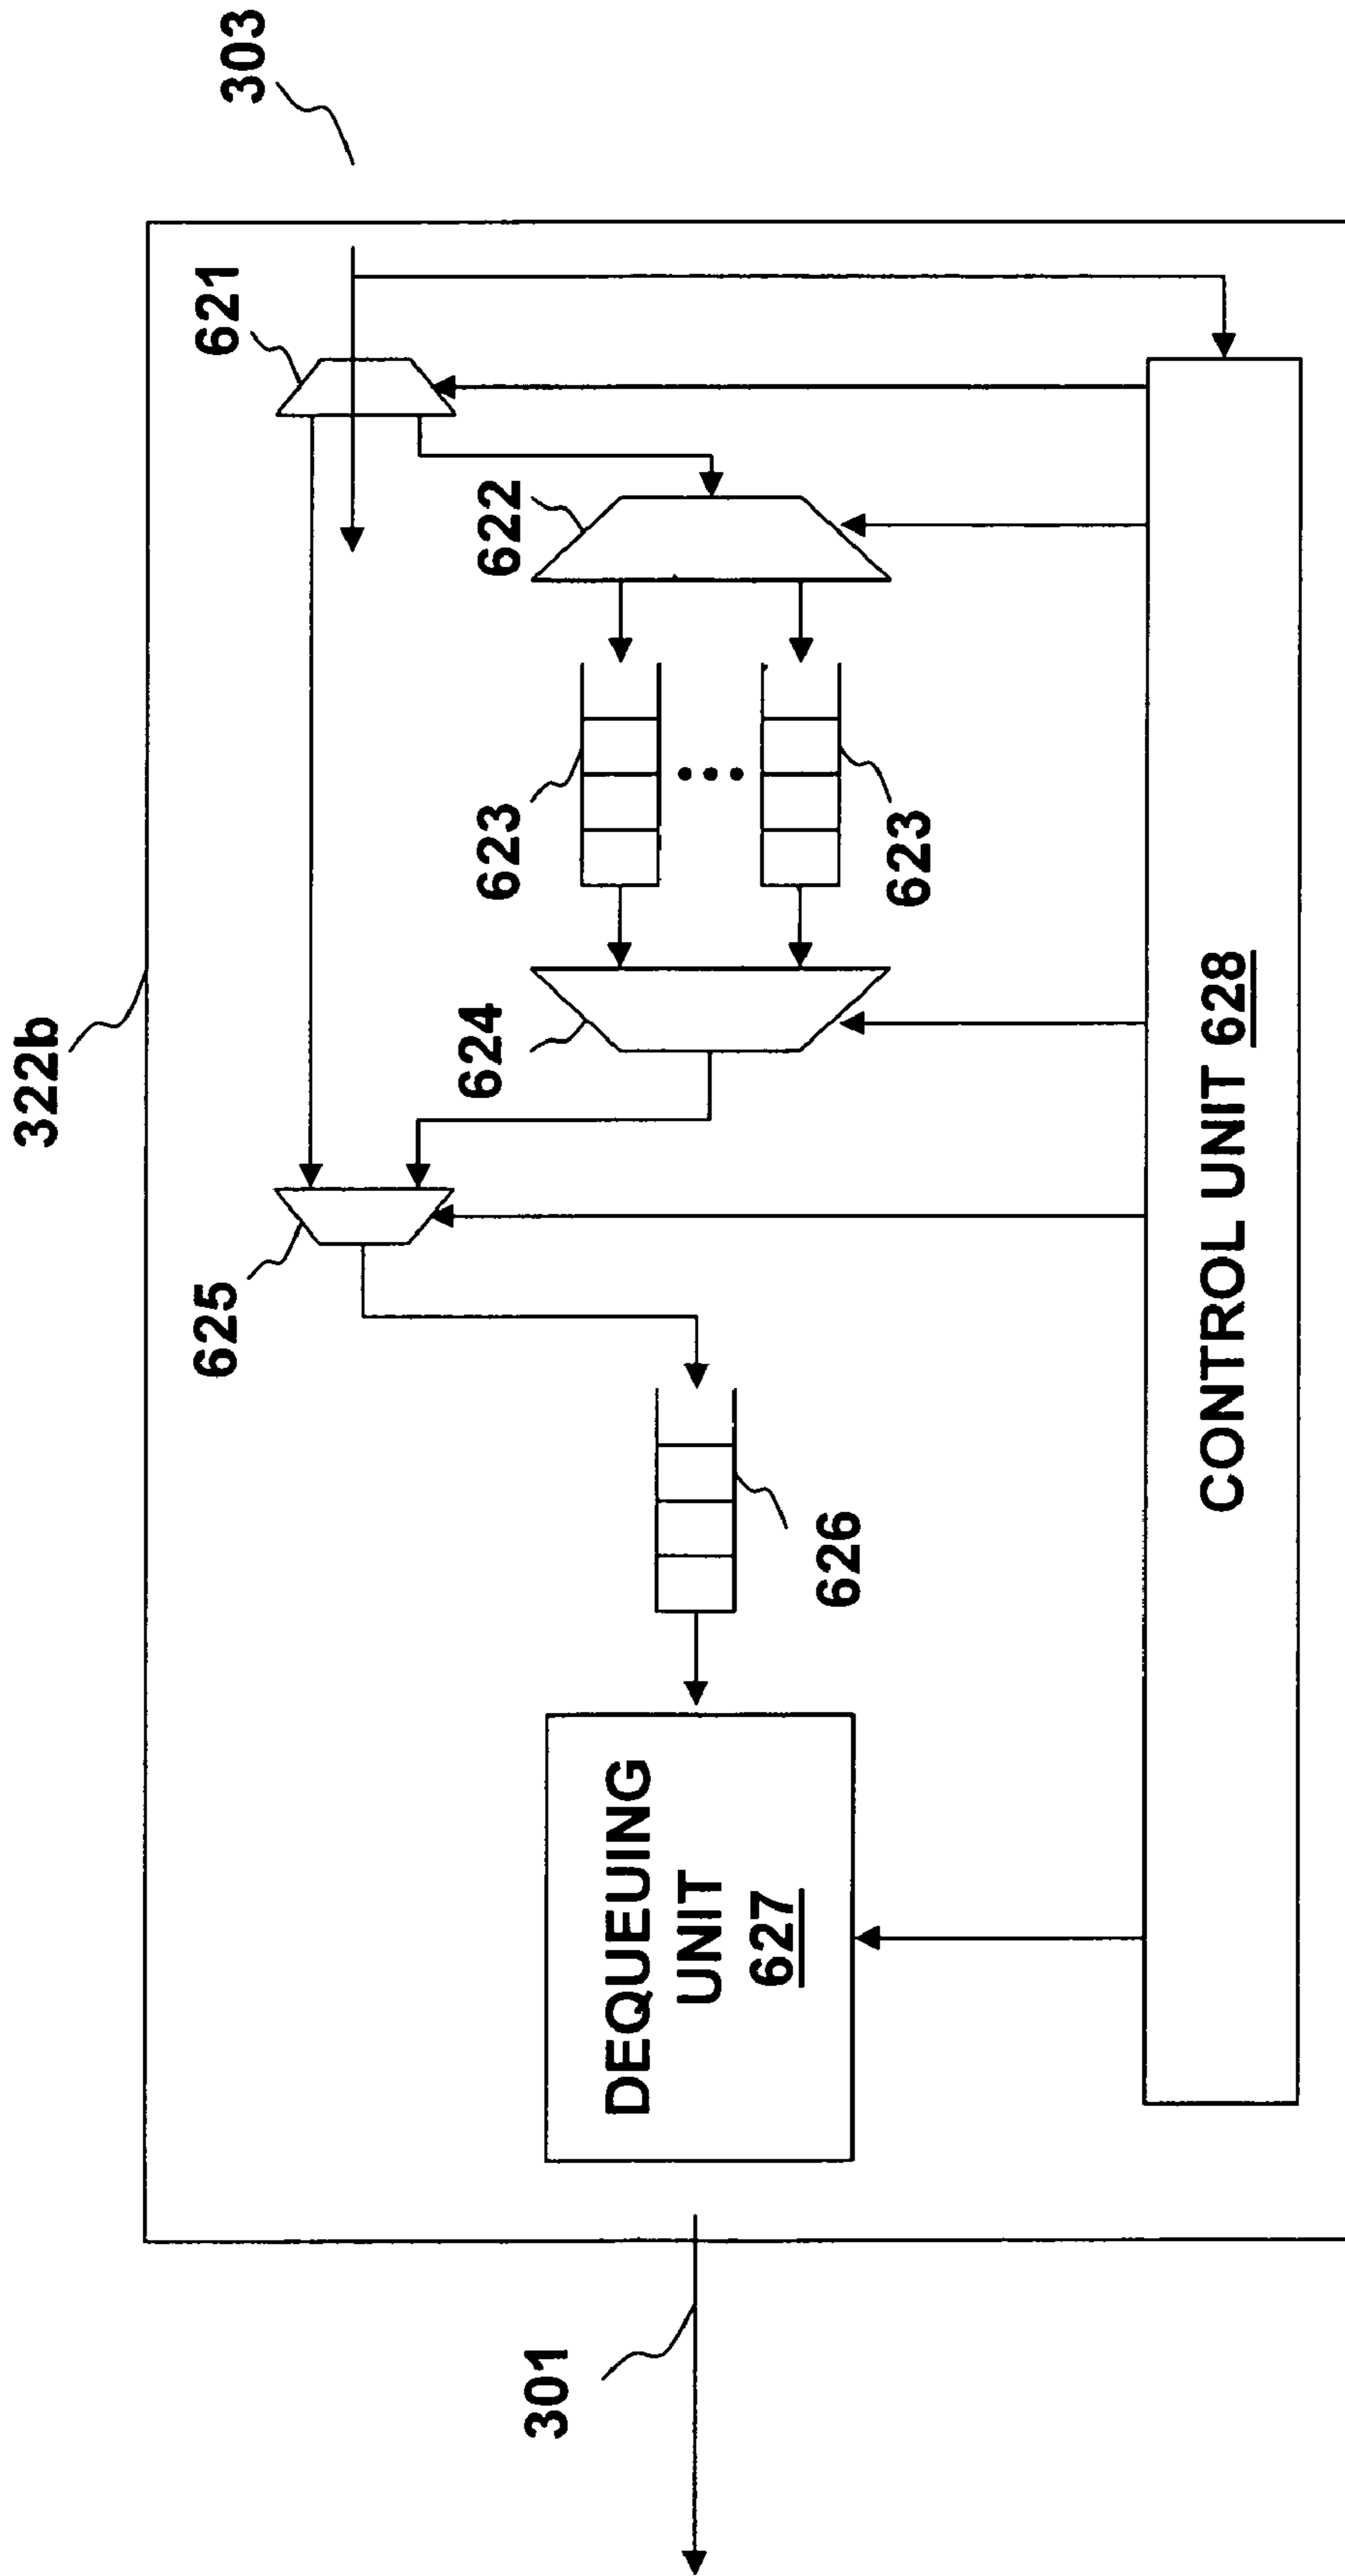 322b
303
621
622
623
623
624
625
626
DEQUEUING
UNIT
627
CONTROL UNIT 628
301